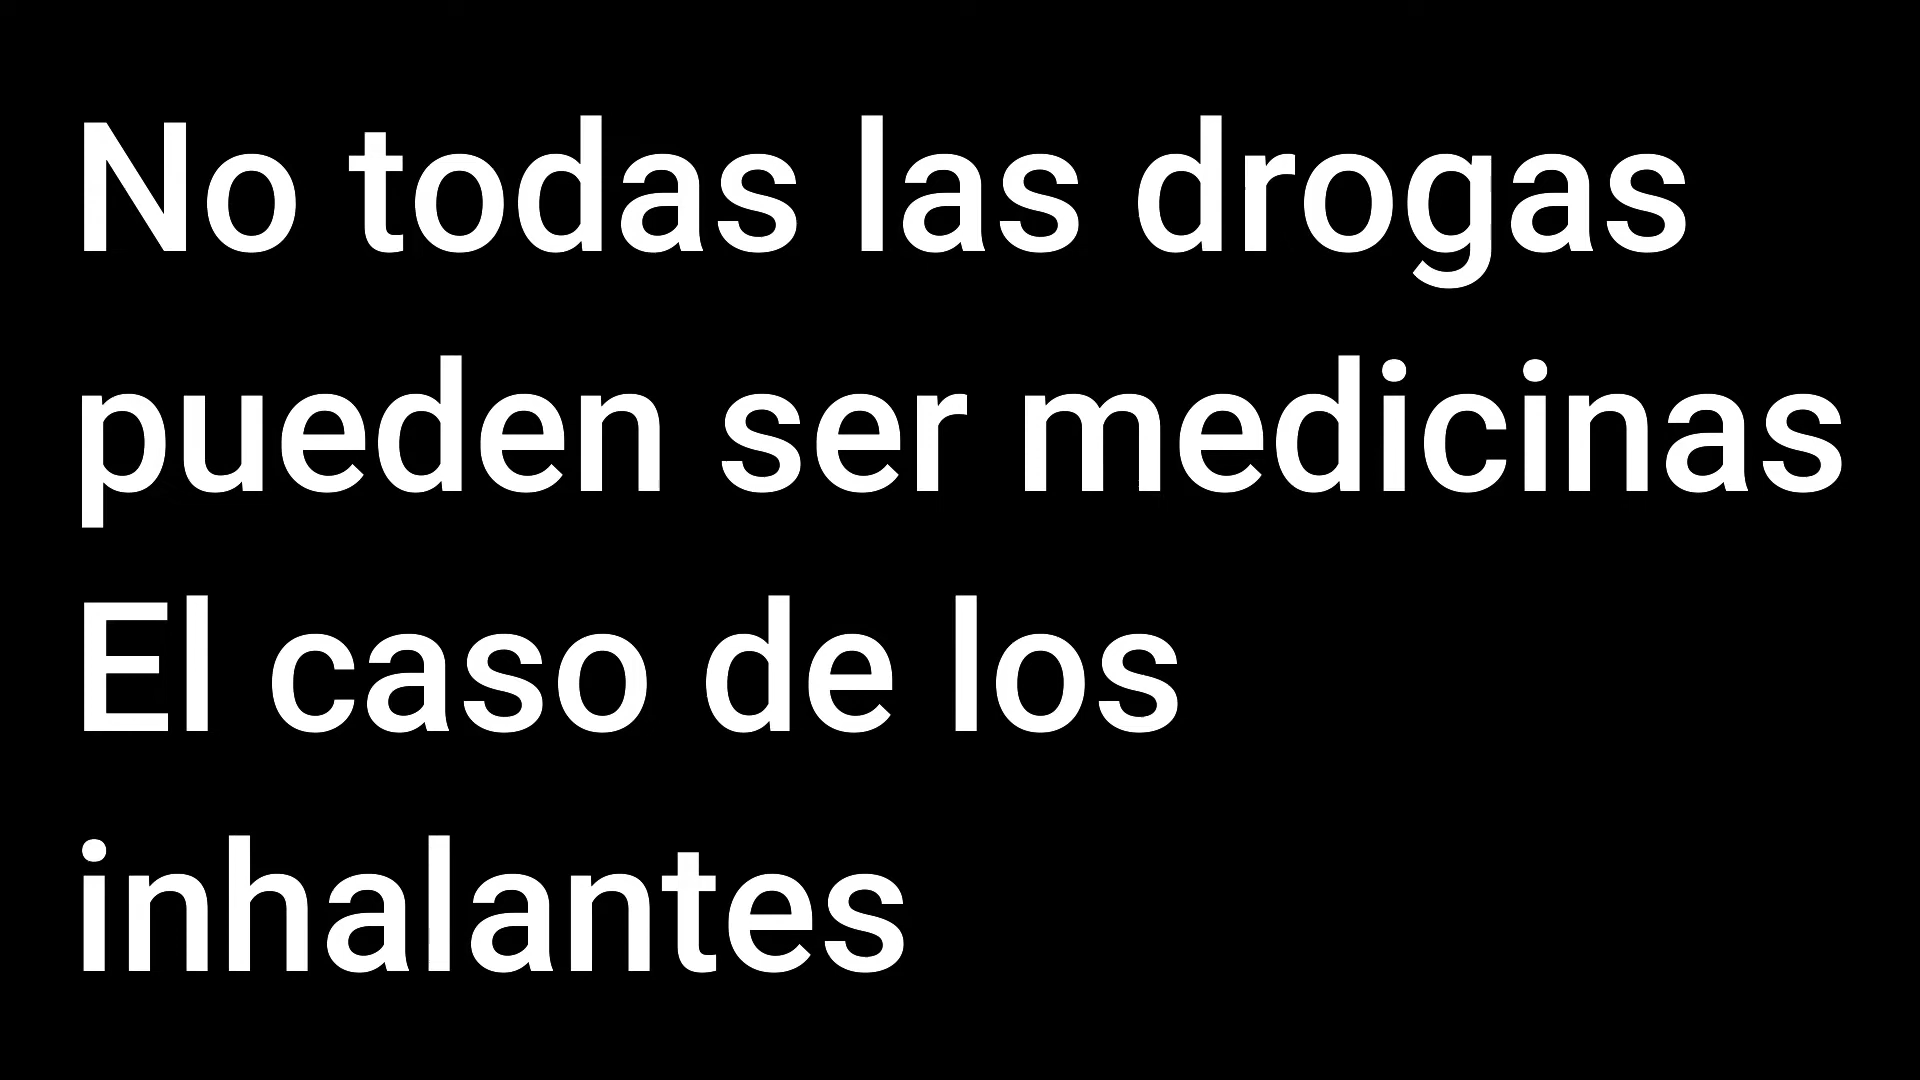 No todas las drogas
pueden ser medicinas
El caso de los
inhalantes